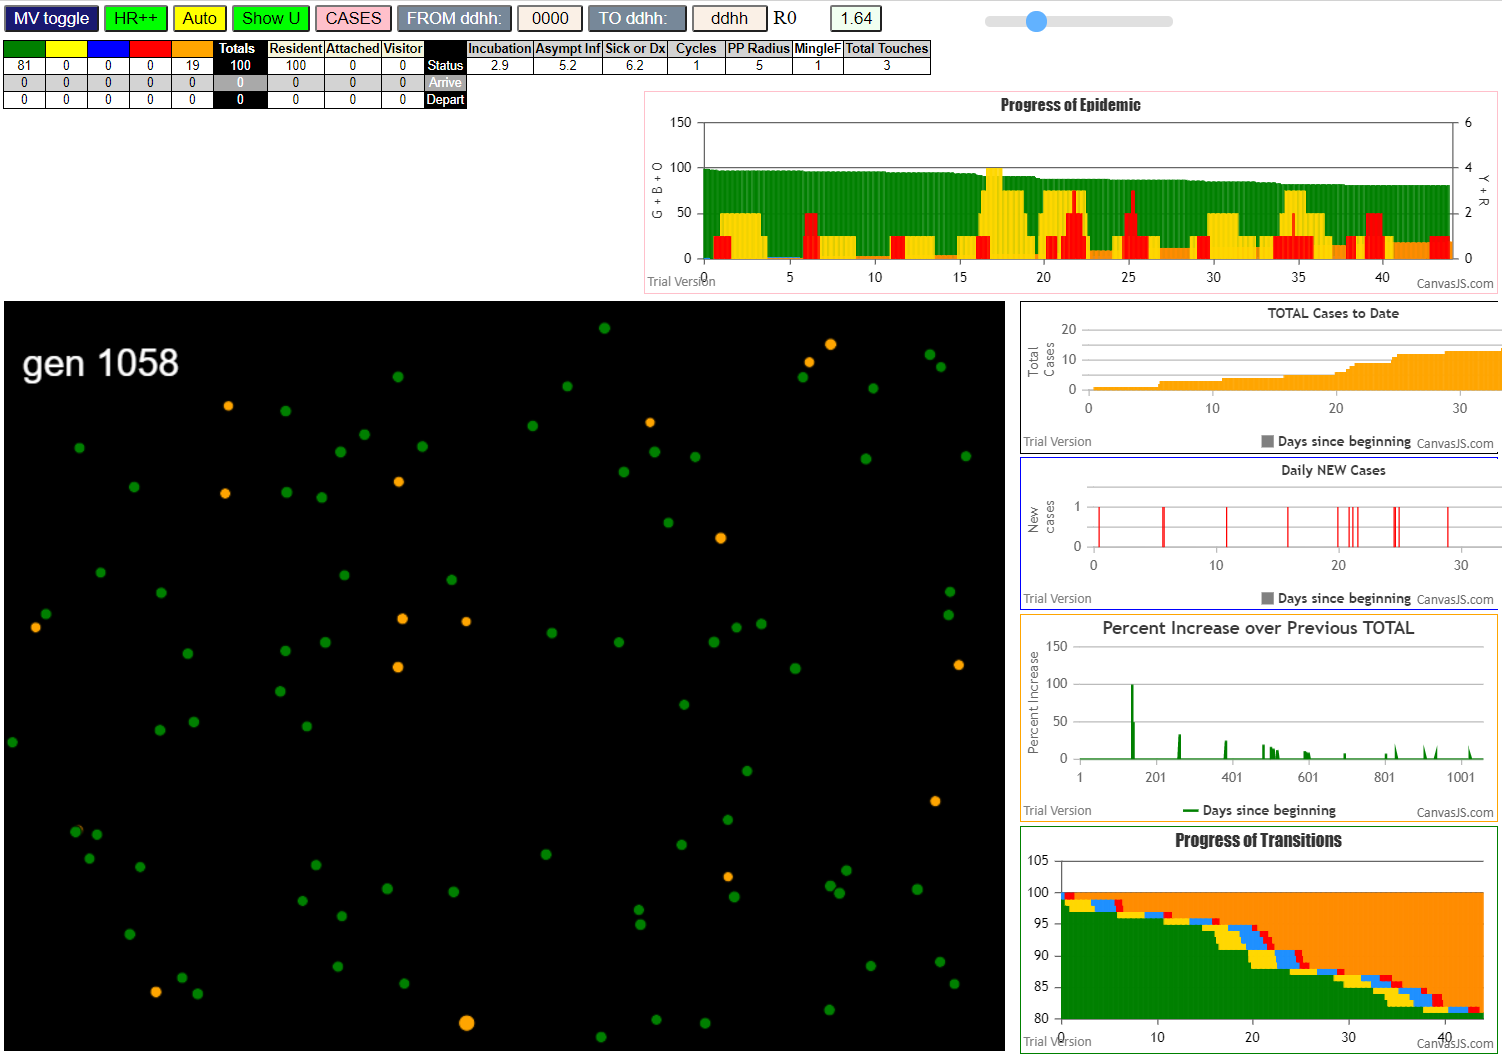 MV toggle HR++ Auto Show U CASES FROM ddhh: 0000 TO ddhh: ddhh R0 1.64
Totals Resident Attached Visitor Incubation Asympt Inf Sick or Dx Cycles PP Radius MingleF Total Touches
81 0 0 0 19 100 100 0 0 Status 2.9 5.2 6.2 1 5 1 3
0 0 0 0 0 0 0 0 0 Arrive
0 0 0 0 0 0 0 0 0 Depart
Progress of Epidemic
150 6
100 4
G + B + O
Y + R
50 2
0 0
0 5 10 15 20 25 30 35 40
Trial Version CanvasJS.com
gen 1058
TOTAL Cases to Date
Total
Cases
20
10
0
0 10 20 30
Days since beginning
Trial Version CanvasJS.com
Daily NEW Cases
New
cases
1
0
0 10 20 30
Days since beginning
Trial Version CanvasJS.com
Percent Increase over Previous TOTAL
Percent Increase
150
100
50
0
1 201 401 601 801 1001
Days since beginning
Trial Version CanvasJS.com
Progress of Transitions
105
100
95
90
85
80
0 10 20 30 40
Trial Version CanvasJS.com